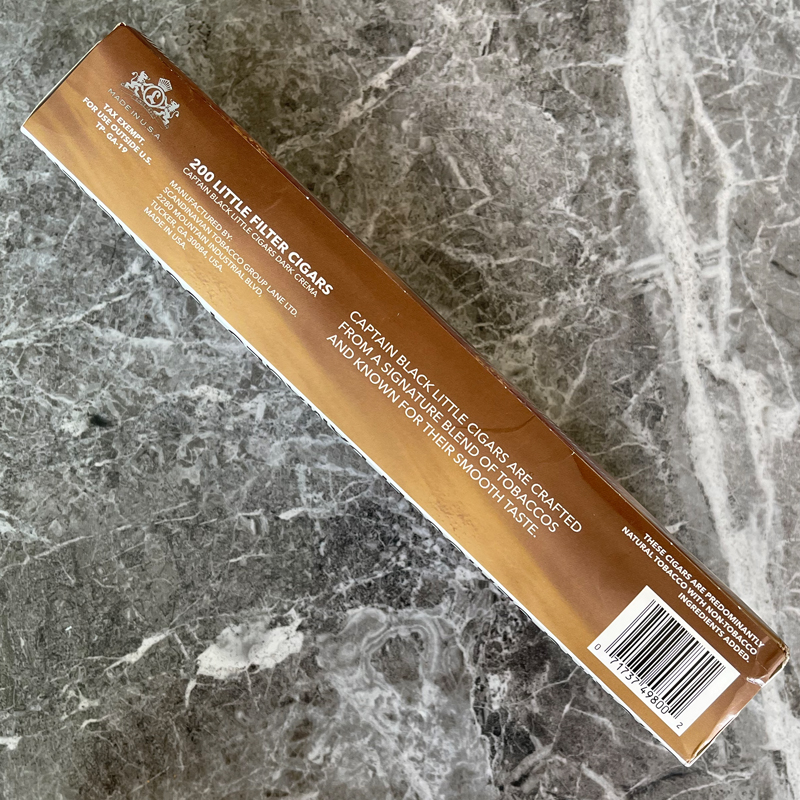 MADE IN U.S.A
TAX EXEMPT.
FOR USE OUTSIDE U.S.
TP- GA-19
200 LITTLE FILTER CIGARS
CAPTAIN BLACK LITTLE CIGARS DARK CREMA
MANUFACTURED BY:
SCANDINAVIAN TOBACCO GROUP LANE LTD.
2280 MOUNTAIN INDUSTRIAL BLVD.
TUCKER, GA 30084, USA.
MADE IN USA.
CAPTAIN BLACK LITTLE CIGARS ARE CRAFTED
FROM A SIGNATURE BLEND OF TOBACCOS
AND KNOWN FOR THEIR SMOOTH TASTE.
THESE CIGARS ARE PREDOMINANTLY
NATURAL TOBACCO WITH NON-TOBACCO
INGREDIENTS ADDED.
0 71737 49800 2